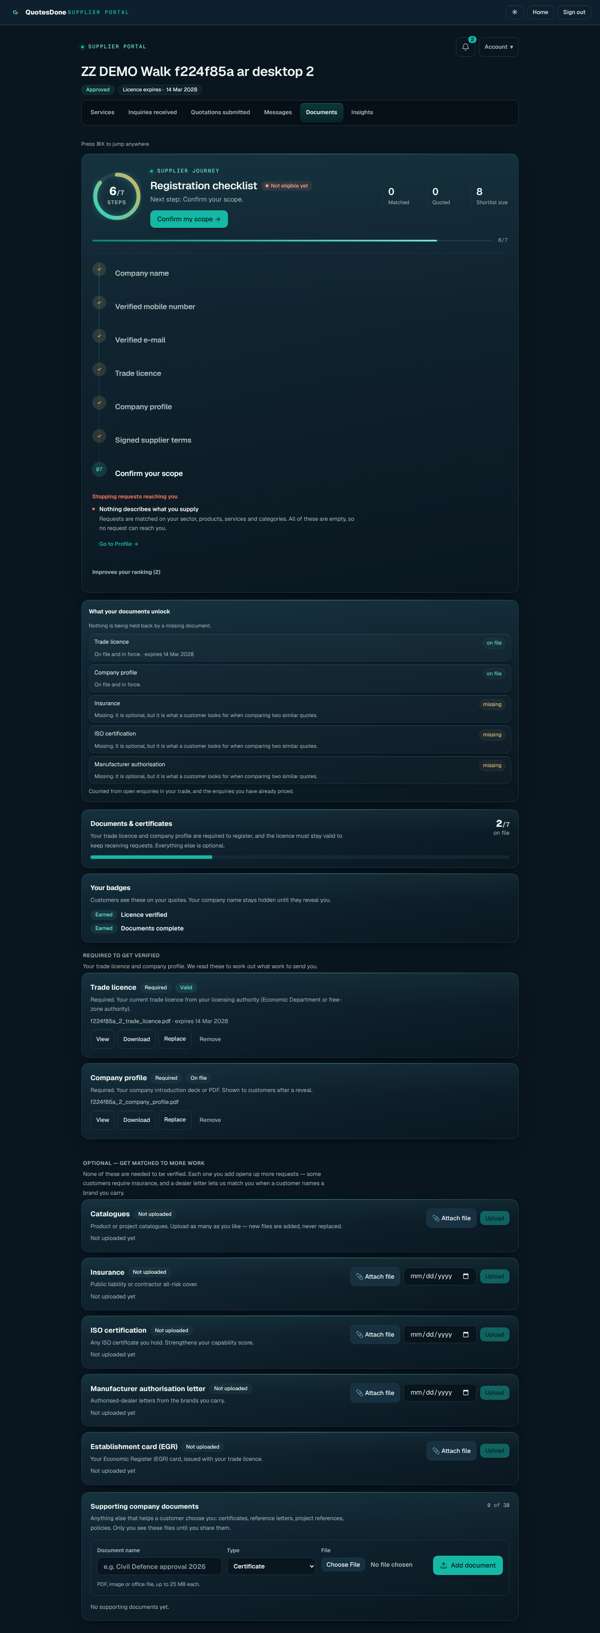 QuotesDone SUPPLIER PORTAL
Home
Sign out
SUPPLIER PORTAL
2
Account ▾
ZZ DEMO Walk f224f85a ar desktop 2
Approved
Licence expires · 14 Mar 2028
Services
Inquiries received
Quotations submitted
Messages
Documents
Insights
Press ⌘K to jump anywhere
6/7
STEPS
SUPPLIER JOURNEY
Registration checklist
Not eligible yet
Next step: Confirm your scope.
Confirm my scope →
0
Matched
0
Quoted
8
Shortlist size
6/7
Company name
Verified mobile number
Verified e-mail
Trade licence
Company profile
Signed supplier terms
07
Confirm your scope
Stopping requests reaching you
Nothing describes what you supply
Requests are matched on your sector, products, services and categories. All of these are empty, so
no request can reach you.
Go to Profile →
Improves your ranking (2)
What your documents unlock
Nothing is being held back by a missing document.
Trade licence
on file
On file and in force. · expires 14 Mar 2028
Company profile
on file
On file and in force.
Insurance
missing
Missing. It is optional, but it is what a customer looks for when comparing two similar quotes.
ISO certification
missing
Missing. It is optional, but it is what a customer looks for when comparing two similar quotes.
Manufacturer authorisation
missing
Missing. It is optional, but it is what a customer looks for when comparing two similar quotes.
Counted from open enquiries in your trade, and the enquiries you have already priced.
Documents & certificates
2/7
on file
Your trade licence and company profile are required to register, and the licence must stay valid to
keep receiving requests. Everything else is optional.
Your badges
Customers see these on your quotes. Your company name stays hidden until they reveal you.
Earned
Licence verified
Earned
Documents complete
REQUIRED TO GET VERIFIED
Your trade licence and company profile. We read these to work out what work to send you.
Trade licence
Required
Valid
Required. Your current trade licence from your licensing authority (Economic Department or free-
zone authority).
f224f85a_2_trade_licence.pdf · expires 14 Mar 2028
View
Download
Replace
Remove
Company profile
Required
On file
Required. Your company introduction deck or PDF. Shown to customers after a reveal.
f224f85a_2_company_profile.pdf
View
Download
Replace
Remove
OPTIONAL — GET MATCHED TO MORE WORK
None of these are needed to be verified. Each one you add opens up more requests — some
customers require insurance, and a dealer letter lets us match you when a customer names a
brand you carry.
Catalogues
Not uploaded
Product or project catalogues. Upload as many as you like — new files are added, never replaced.
Not uploaded yet
Attach file
Upload
Insurance
Not uploaded
Public liability or contractor all-risk cover.
Not uploaded yet
Attach file
mm/dd/yyyy
Upload
ISO certification
Not uploaded
Any ISO certificate you hold. Strengthens your capability score.
Not uploaded yet
Attach file
mm/dd/yyyy
Upload
Manufacturer authorisation letter
Not uploaded
Authorised-dealer letters from the brands you carry.
Not uploaded yet
Attach file
mm/dd/yyyy
Upload
Establishment card (EGR)
Not uploaded
Your Economic Register (EGR) card, issued with your trade licence.
Not uploaded yet
Attach file
Upload
Supporting company documents
0 of 30
Anything else that helps a customer choose you: certificates, reference letters, project references,
policies. Only you see these files until you share them.
Document name
Type
File
e.g. Civil Defence approval 2026
Certificate
Choose File
No file chosen
Add document
PDF, image or office file, up to 25 MB each.
No supporting documents yet.